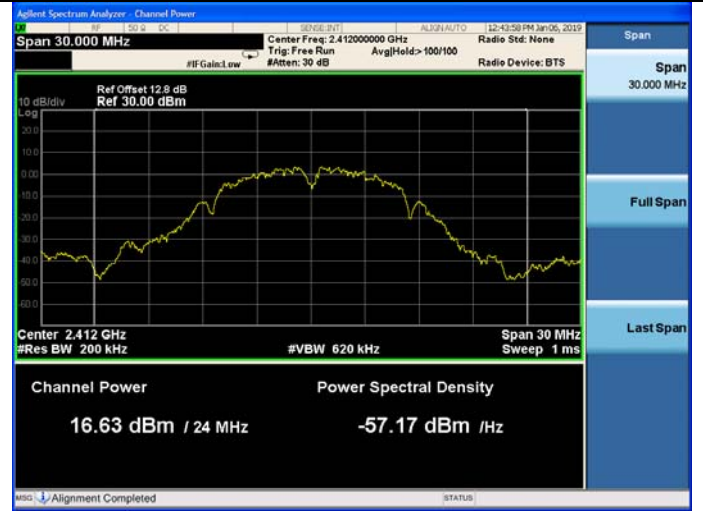 Agilent Spectrum Analyzer - Channel Power
RF 50 Ω DC SENSE:INT ALIGN AUTO 12:43:58 PM Jan 06, 2019
Span 30.000 MHz Center Freq: 2.412000000 GHz Radio Std: None
Trig: Free Run Avg|Hold:>100/100
#IFGain:Low #Atten: 30 dB Radio Device: BTS
Ref Offset 12.8 dB
10 dB/div Ref 30.00 dBm
Log
20.0
10.0
0.00
-10.0
-20.0
-30.0
-40.0
-50.0
-60.0
Center 2.412 GHz Span 30 MHz
#Res BW 200 kHz #VBW 620 kHz Sweep 1 ms
Channel Power Power Spectral Density
16.63 dBm / 24 MHz -57.17 dBm /Hz
MSG Alignment Completed STATUS
Span
Span
30.000 MHz
Full Span
Last Span